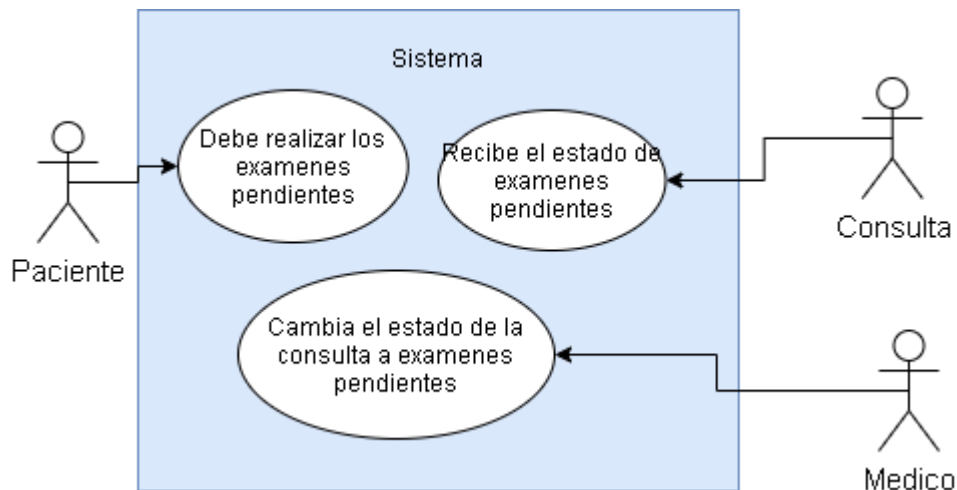 Sistema
Debe realizar los
examenes
pendientes
Recibe el estado de
examenes
pendientes
Consulta
Paciente
Cambia el estado de la
consulta a examenes
pendientes
Medico